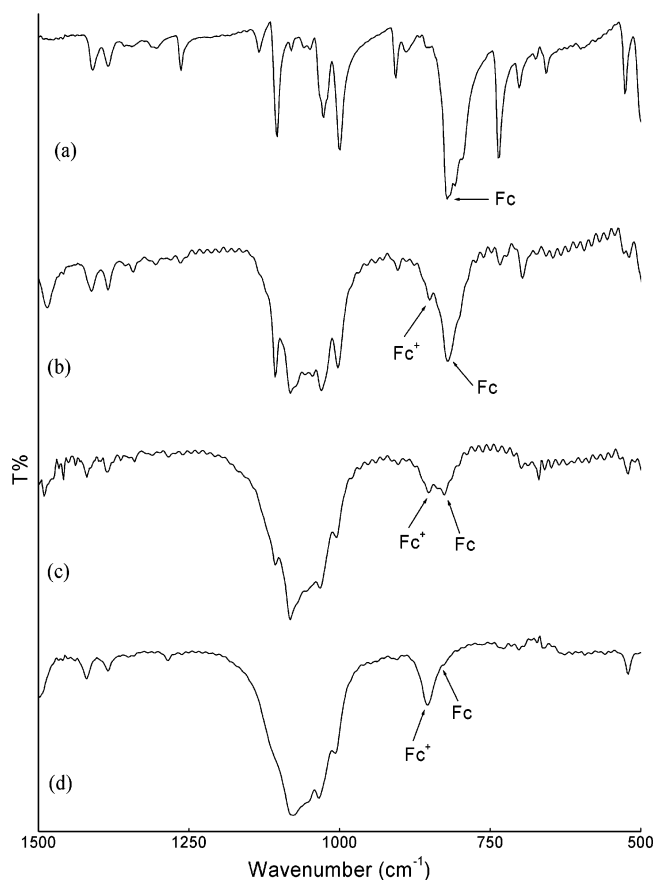 (a)
Fc
(b)
Fc⁺
Fc
T%
(c)
Fc⁺
Fc
(d)
Fc
Fc⁺
1500 1250 1000 750 500
Wavenumber (cm⁻¹)